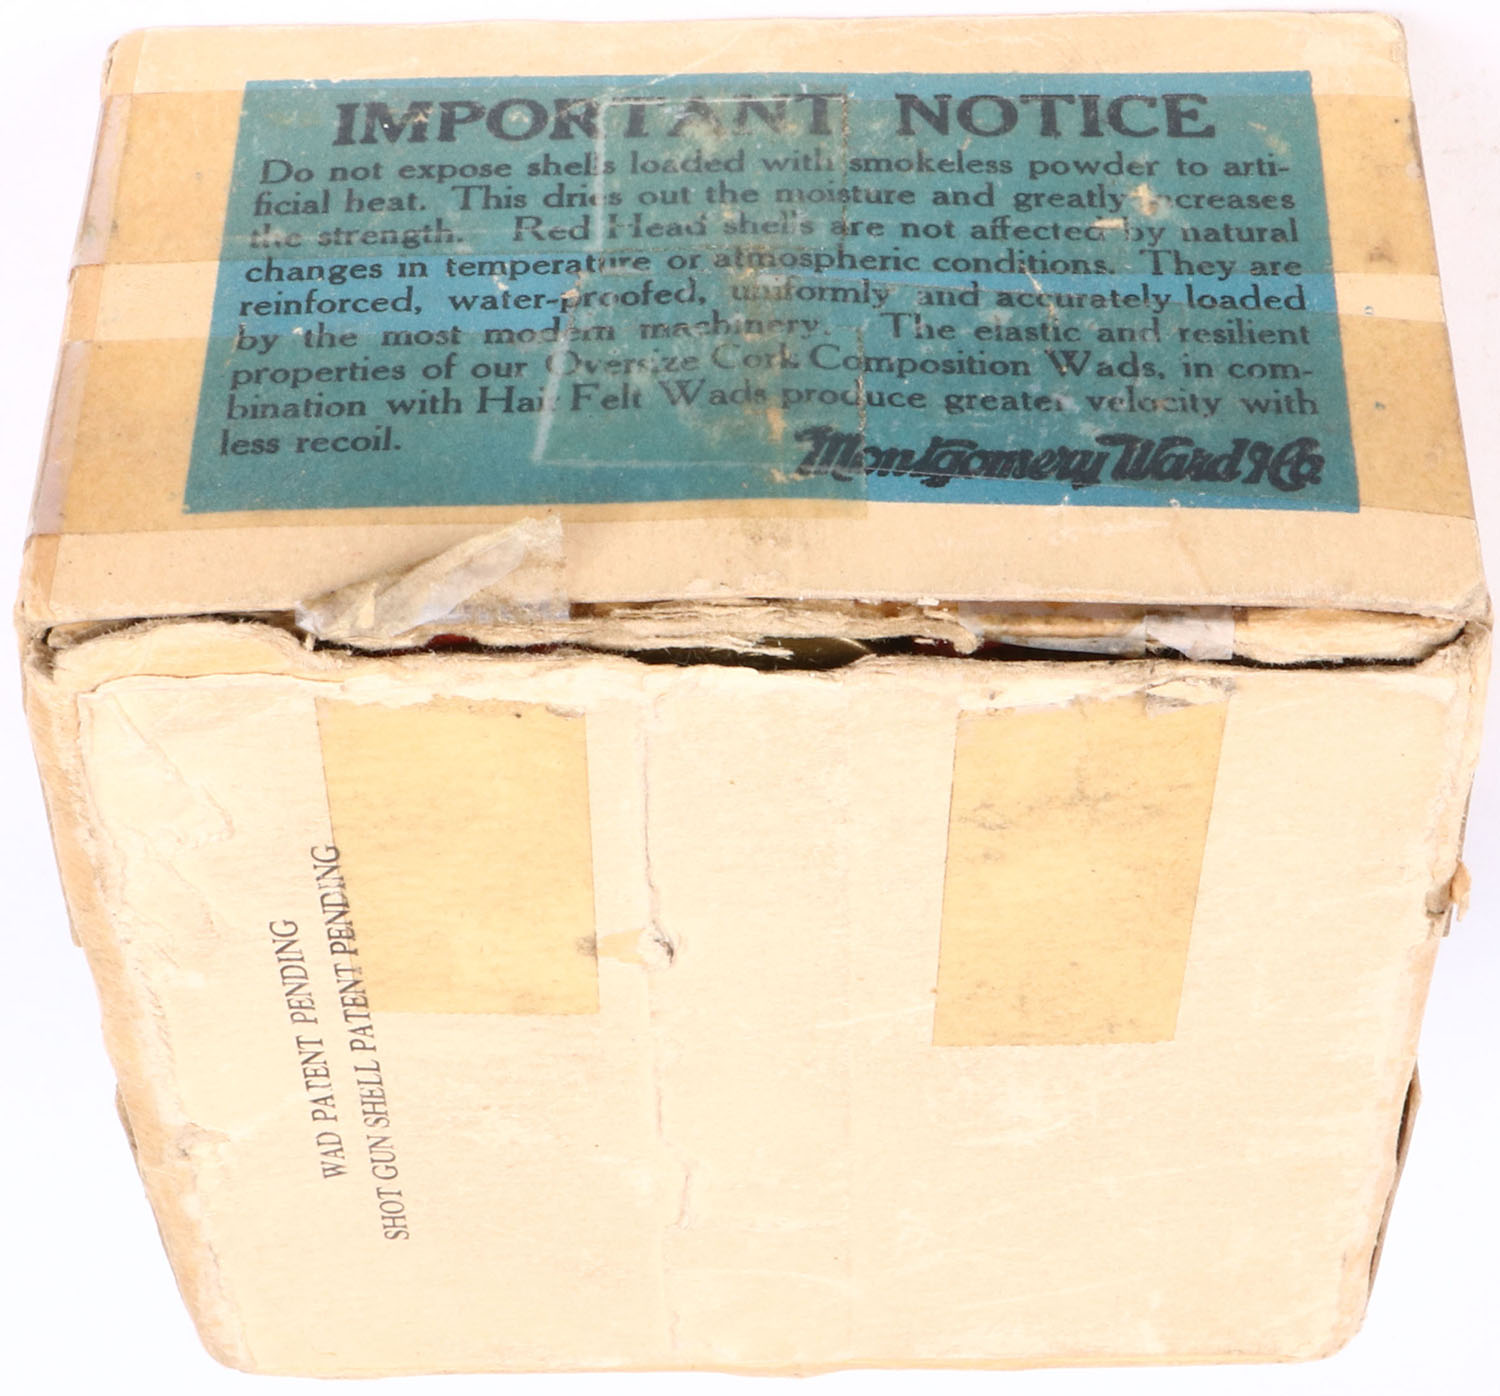 IMPORTANT NOTICE
Do not expose shells loaded with smokeless powder to arti-
ficial heat. This dries out the moisture and greatly increases
the strength. Red Head shells are not affected by natural
changes in temperature or atmospheric conditions. They are
reinforced, water-proofed, uniformly and accurately loaded
by the most modern machinery. The elastic and resilient
properties of our Oversize Cork Composition Wads, in com-
bination with Hair Felt Wads produce greater velocity with
less recoil.
Montgomery Ward & Co.
WAD PATENT PENDING
SHOT GUN SHELL PATENT PENDING